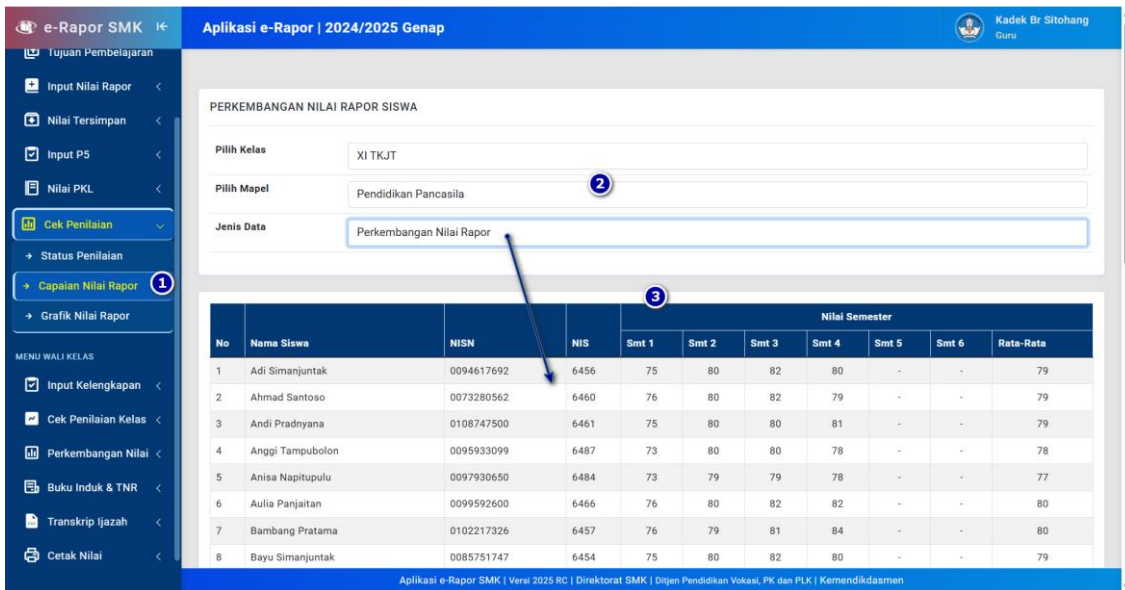 e-Rapor SMK
Aplikasi e-Rapor | 2024/2025 Genap
Kadek Br Sitohang
Guru
Tujuan Pembelajaran
Input Nilai Rapor
Nilai Tersimpan
Input P5
Nilai PKL
Cek Penilaian
Status Penilaian
Capaian Nilai Rapor 1
Grafik Nilai Rapor
MENU WALI KELAS
Input Kelengkapan
Cek Penilaian Kelas
Perkembangan Nilai
Buku Induk & TNR
Transkrip Ijazah
Cetak Nilai
PERKEMBANGAN NILAI RAPOR SISWA
Pilih Kelas XI TKJT
2
Pilih Mapel Pendidikan Pancasila
Jenis Data Perkembangan Nilai Rapor
3
Nilai Semester
No Nama Siswa NISN NIS Smt 1 Smt 2 Smt 3 Smt 4 Smt 5 Smt 6 Rata-Rata
1 Adi Simanjuntak 0094617692 6456 75 80 82 80 - - 79
2 Ahmad Santoso 0073280562 6460 76 80 82 79 - - 79
3 Andi Pradnyana 0108747500 6461 75 80 80 81 - - 79
4 Anggi Tampubolon 0095933099 6487 73 80 80 78 - - 78
5 Anisa Napitupulu 0097930650 6484 73 79 79 78 - - 77
6 Aulia Panjaitan 0099592600 6466 76 80 82 82 - - 80
7 Bambang Pratama 0102217326 6457 76 79 81 84 - - 80
8 Bayu Simanjuntak 0085751747 6454 75 80 82 80 - - 79
Aplikasi e-Rapor SMK | Versi 2025 RC | Direktorat SMK | Ditjen Pendidikan Vokasi, PK dan PLK | Kemendikdasmen